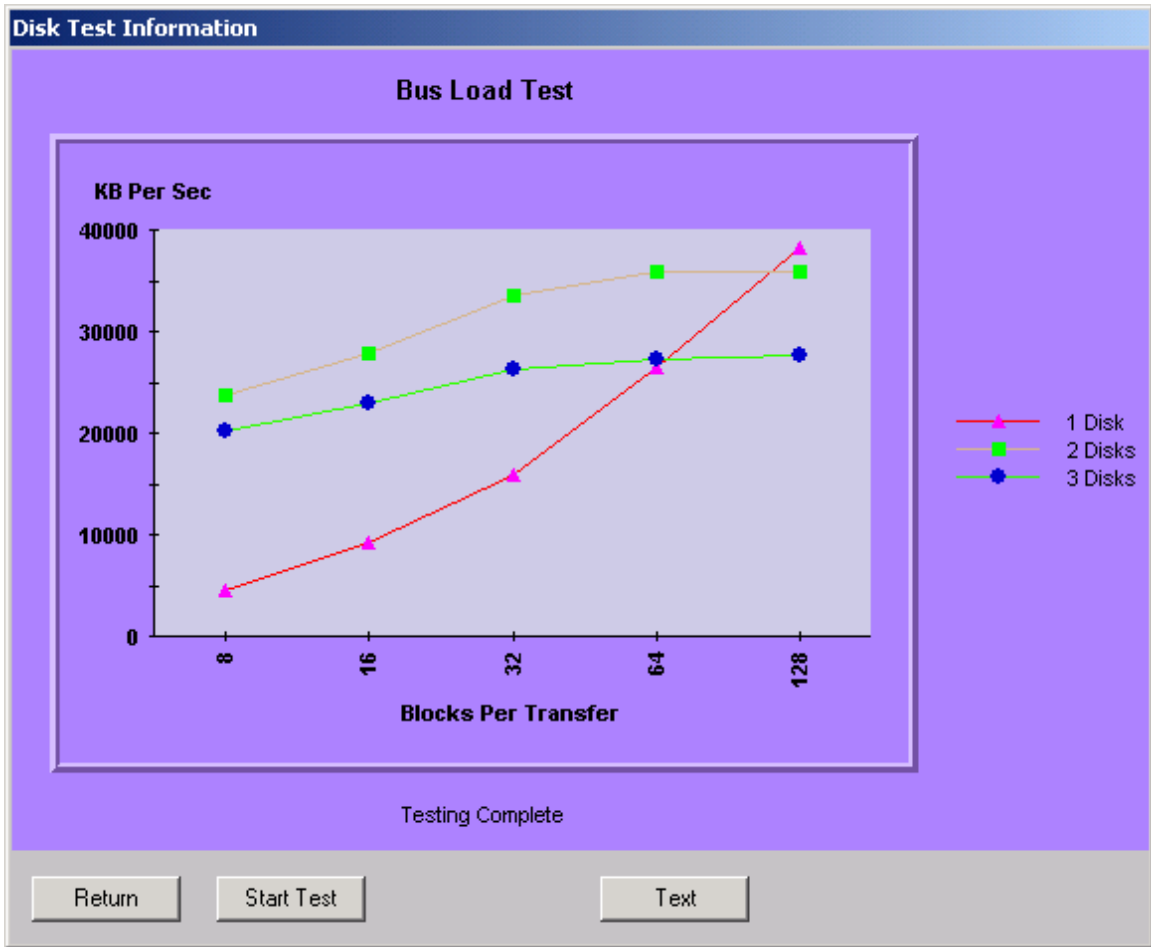 Disk Test Information
Bus Load Test
KB Per Sec
40000
30000
20000
10000
0
8
16
32
64
128
Blocks Per Transfer
1 Disk
2 Disks
3 Disks
Testing Complete
Return
Start Test
Text